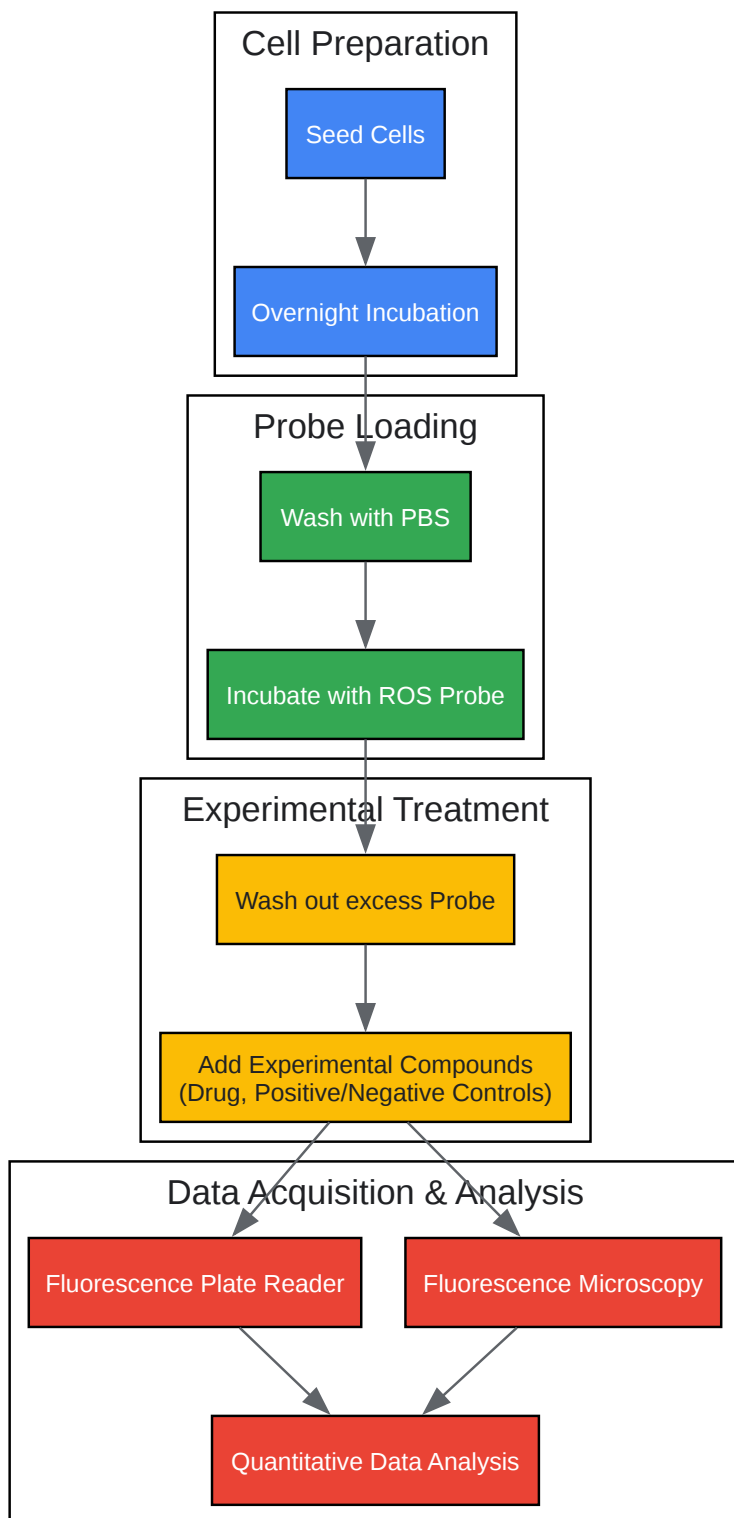 Cell Preparation
Seed Cells
Overnight Incubation
Probe Loading
Wash with PBS
Incubate with ROS Probe
Experimental Treatment
Wash out excess Probe
Add Experimental Compounds
(Drug, Positive/Negative Controls)
Data Acquisition & Analysis
Fluorescence Plate Reader
Fluorescence Microscopy
Quantitative Data Analysis